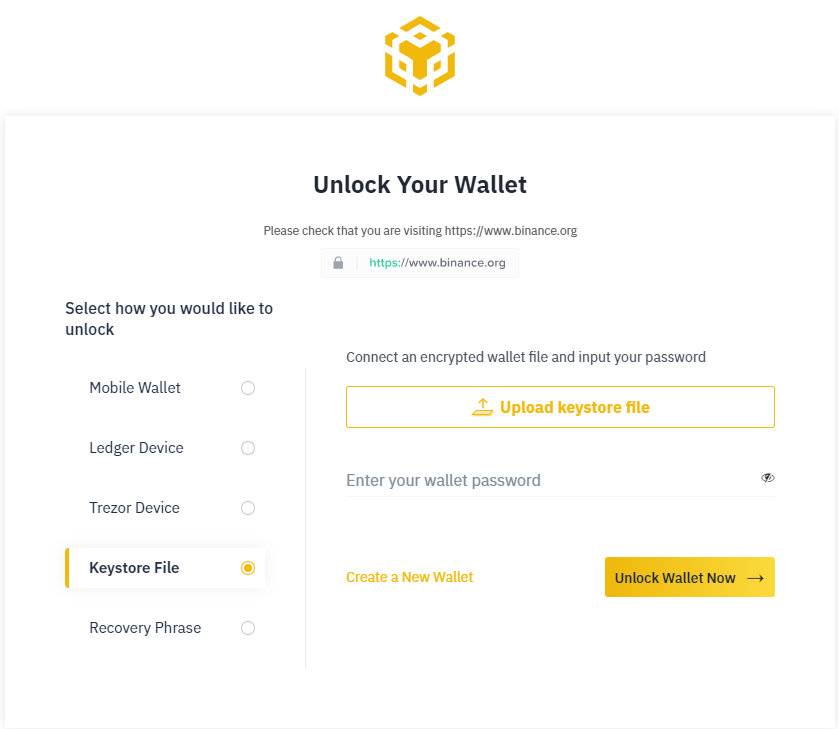 Unlock Your Wallet
Please check that you are visiting https://www.binance.org
https://www.binance.org
Select how you would like to
unlock
Mobile Wallet
Ledger Device
Trezor Device
Keystore File
Recovery Phrase
Connect an encrypted wallet file and input your password
Upload keystore file
Enter your wallet password
Create a New Wallet
Unlock Wallet Now →